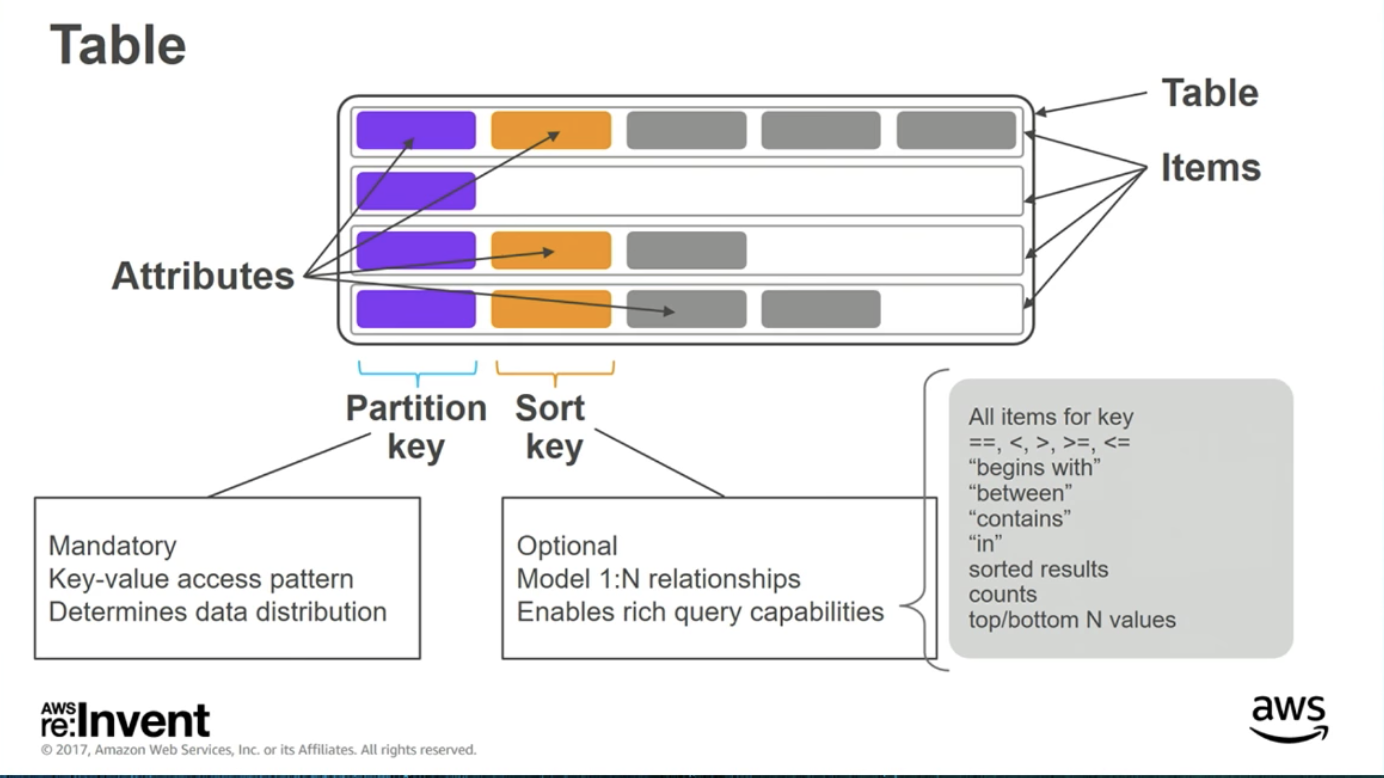 Table
Table
Items
Attributes
Partition
key
Sort
key
Mandatory
Key-value access pattern
Determines data distribution
Optional
Model 1:N relationships
Enables rich query capabilities
All items for key
==, <, >, >=, <=
“begins with”
“between”
“contains”
“in”
sorted results
counts
top/bottom N values
AWS
re:Invent
© 2017, Amazon Web Services, Inc. or its Affiliates. All rights reserved.
aws